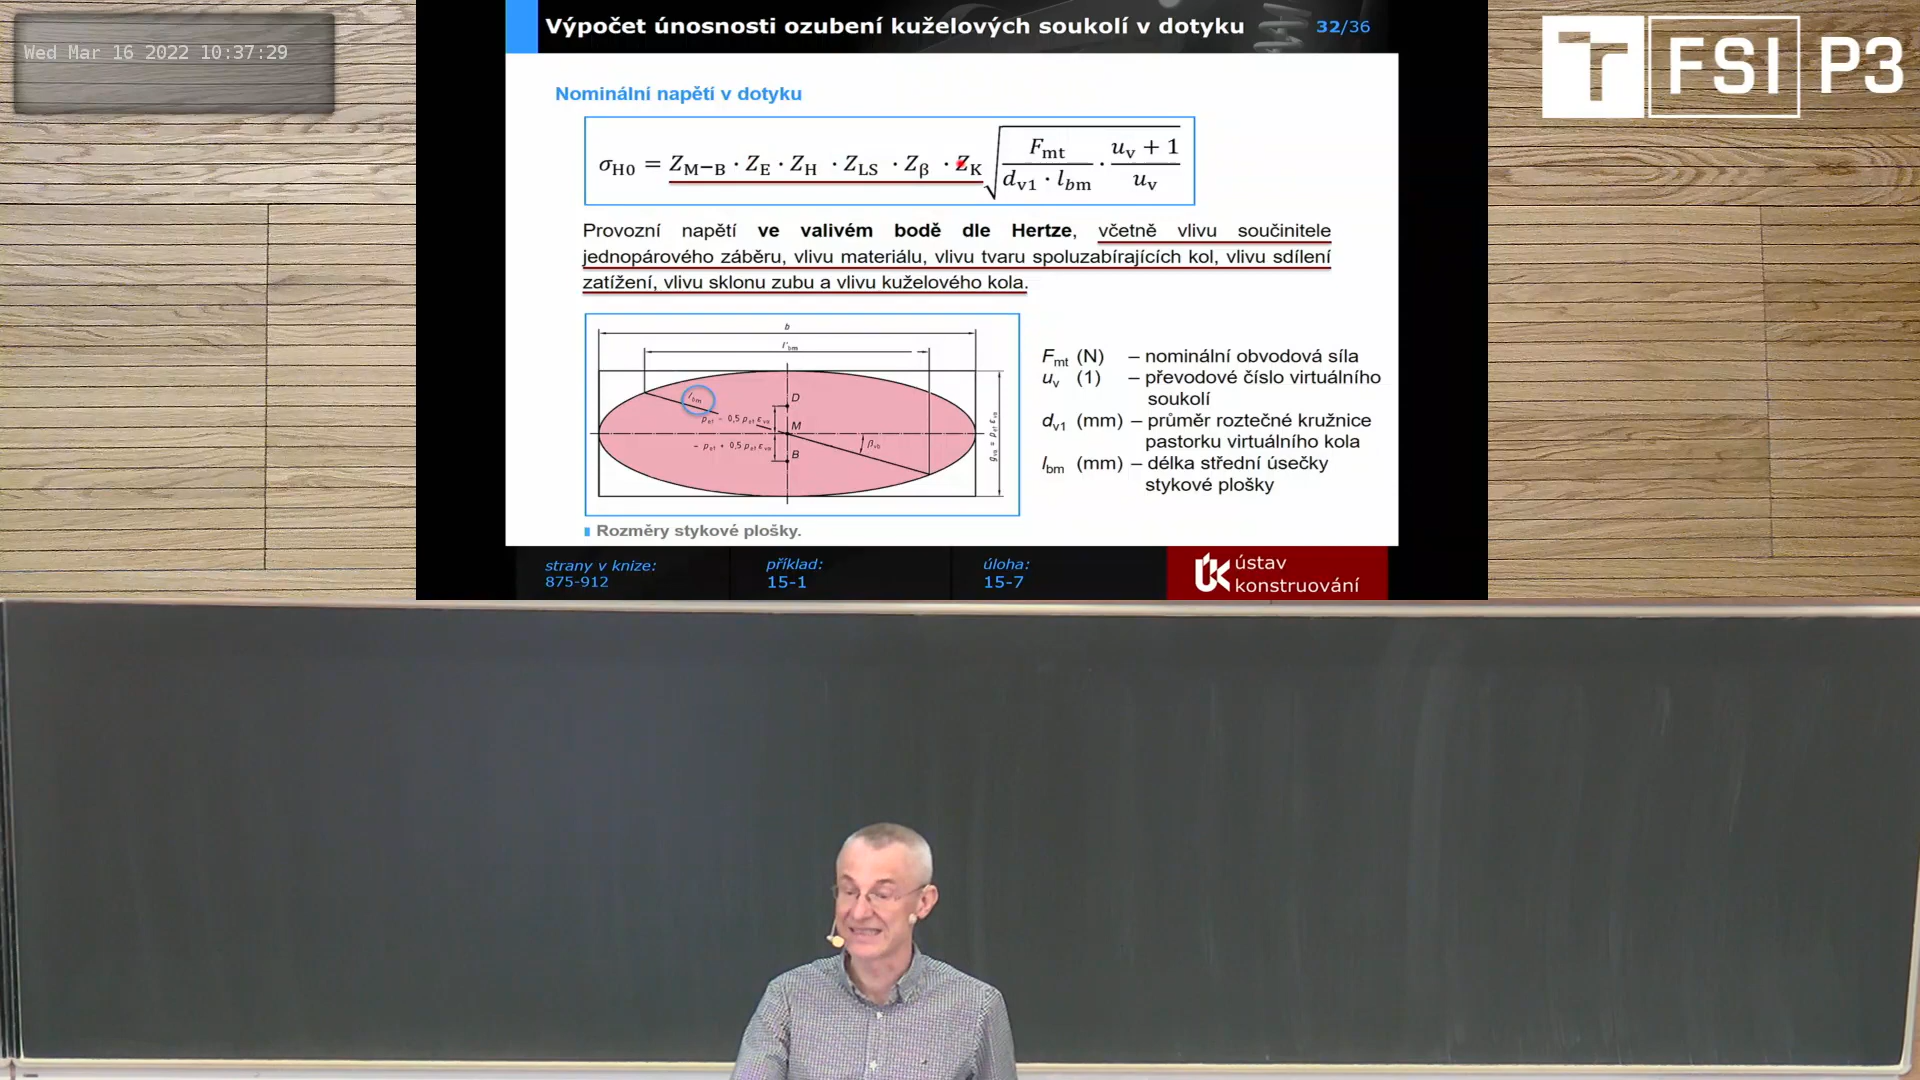 Wed Mar 16 2022 10:37:29
Výpočet únosnosti ozubení kuželových soukolí v dotyku 32/36
FSI P3
Nominální napětí v dotyku
σH0 = ZM−B · ZE · ZH · ZLS · Zβ · ZK √(Fmt / (dv1 · lbm) · (uv + 1) / uv)
Provozní napětí ve valivém bodě dle Hertze, včetně vlivu součinitele
jednopárového záběru, vlivu materiálu, vlivu tvaru spoluzabírajících kol, vlivu sdílení
zatížení, vlivu sklonu zubu a vlivu kuželového kola.
b
l'bm
lbm
D
M
B
βvb
Fmt (N) – nominální obvodová síla
uv (1) – převodové číslo virtuálního
soukolí
dv1 (mm) – průměr roztečné kružnice
pastorku virtuálního kola
lbm (mm) – délka střední úsečky
stykové plošky
Rozměry stykové plošky.
strany v knize:
875-912
příklad:
15-1
úloha:
15-7
ústav
konstruování